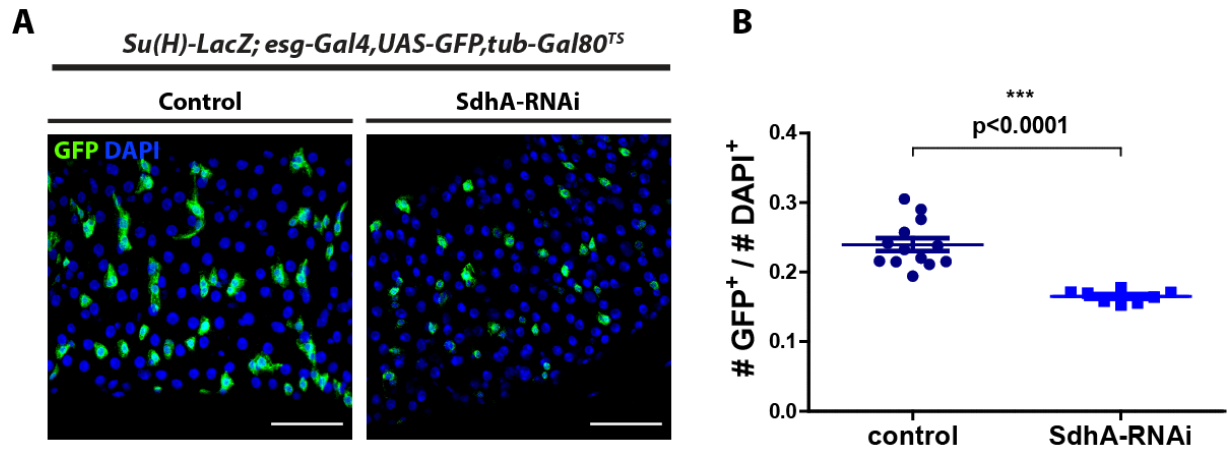 A
Su(H)-LacZ; esg-Gal4,UAS-GFP,tub-Gal80TS
Control
SdhA-RNAi
GFP DAPI
B
***
p<0.0001
# GFP+ / # DAPI+
0.4
0.3
0.2
0.1
0.0
control
SdhA-RNAi